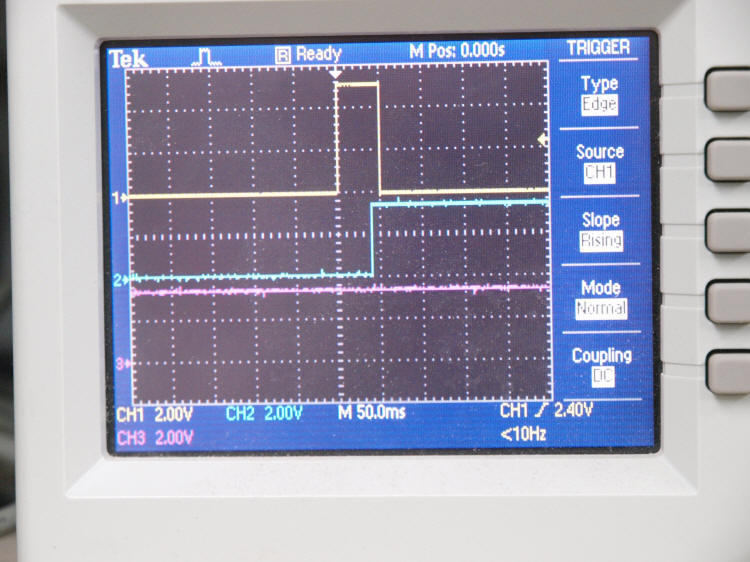 Tek R Ready M Pos: 0.000s TRIGGER
Type
Edge
Source
CH1
Slope
Rising
Mode
Normal
Coupling
DC
1
2
3
CH1 2.00V CH2 2.00V M 50.0ms CH1 2.40V
CH3 2.00V <10Hz